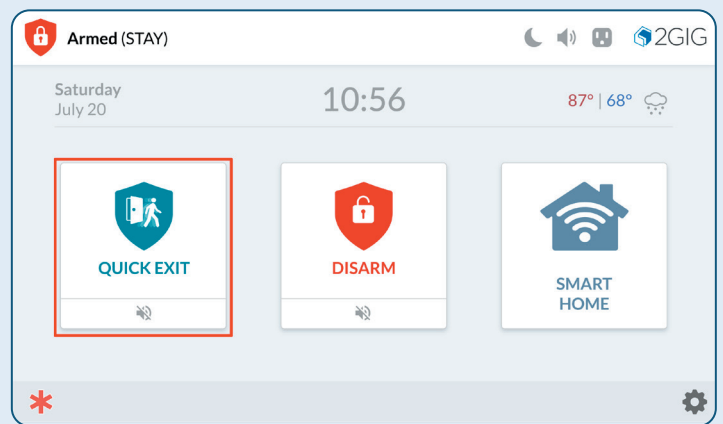 Armed (STAY)
2GIG
Saturday
July 20
10:56
87° | 68°
QUICK EXIT
DISARM
SMART
HOME